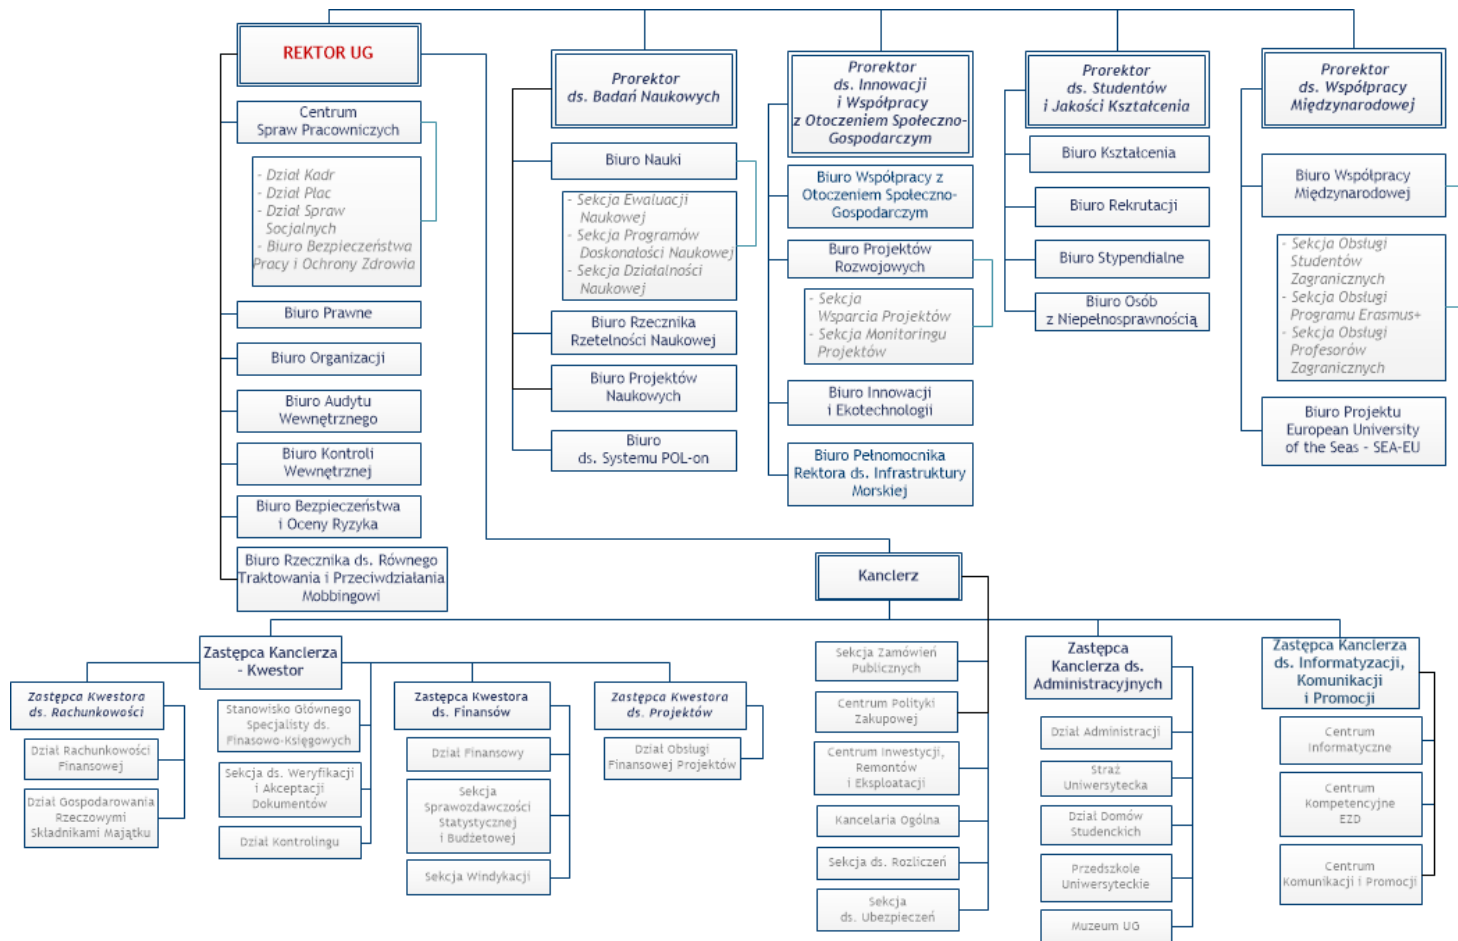 REKTOR UG
Centrum
Spraw Pracowniczych
- Dział Kadr
- Dział Płac
- Dział Spraw
Socjalnych
- Biuro Bezpieczeństwa
Pracy i Ochrony Zdrowia
Biuro Prawne
Biuro Organizacji
Biuro Audytu
Wewnętrznego
Biuro Kontroli
Wewnętrznej
Biuro Bezpieczeństwa
i Oceny Ryzyka
Biuro Rzecznika ds. Równego
Traktowania i Przeciwdziałania
Mobbingowi
Prorektor
ds. Badań Naukowych
Biuro Nauki
- Sekcja Ewaluacji
Naukowej
- Sekcja Programów
Doskonałości Naukowej
- Sekcja Działalności
Naukowej
Biuro Rzecznika
Rzetelności Naukowej
Biuro Projektów
Naukowych
Biuro
ds. Systemu POL-on
Prorektor
ds. Innowacji
i Współpracy
z Otoczeniem Społeczno-
Gospodarczym
Biuro Współpracy z
Otoczeniem Społeczno-
Gospodarczym
Buro Projektów
Rozwojowych
- Sekcja
Wsparcia Projektów
- Sekcja Monitoringu
Projektów
Biuro Innowacji
i Ekotechnologii
Biuro Pełnomocnika
Rektora ds. Infrastruktury
Morskiej
Prorektor
ds. Studentów
i Jakości Kształcenia
Biuro Kształcenia
Biuro Rekrutacji
Biuro Stypendialne
Biuro Osób
z Niepełnosprawnością
Prorektor
ds. Współpracy
Międzynarodowej
Biuro Współpracy
Międzynarodowej
- Sekcja Obsługi
Studentów
Zagranicznych
- Sekcja Obsługi
Programu Erasmus+
- Sekcja Obsługi
Profesorów
Zagranicznych
Biuro Projektu
European University
of the Seas – SEA-EU
Kanclerz
Zastępca Kanclerza
- Kwestor
Zastępca Kwestora
ds. Rachunkowości
Dział Rachunkowości
Finansowej
Dział Gospodarowania
Rzeczowymi
Składnikami Majątku
Stanowisko Głównego
Specjalisty ds.
Finasowo-Księgowych
Sekcja ds. Weryfikacji
i Akceptacji
Dokumentów
Dział Kontrolingu
Zastępca Kwestora
ds. Finansów
Dział Finansowy
Sekcja
Sprawozdawczości
Statystycznej
i Budżetowej
Sekcja Windykacji
Zastępca Kwestora
ds. Projektów
Dział Obsługi
Finansowej Projektów
Sekcja Zamówień
Publicznych
Centrum Polityki
Zakupowej
Centrum Inwestycji,
Remontów
i Eksploatacji
Kancelaria Ogólna
Sekcja ds. Rozliczeń
Sekcja
ds. Ubezpieczeń
Zastępca
Kanclerza ds.
Administracyjnych
Dział Administracji
Straż
Uniwersytecka
Dział Domów
Studenckich
Przedszkole
Uniwersyteckie
Muzeum UG
Zastępca Kanclerza
ds. Informatyzacji,
Komunikacji
i Promocji
Centrum
Informatyczne
Centrum
Kompetencyjne
EZD
Centrum
Komunikacji i Promocji